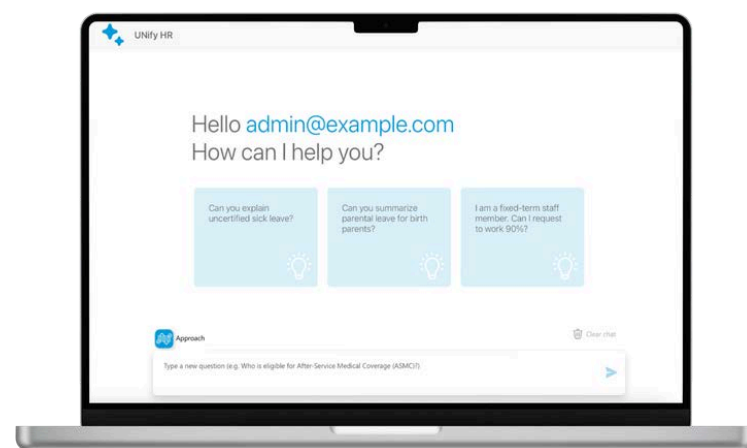 UNify HR
Hello admin@example.com
How can I help you?
Can you explain
uncertified sick leave?
Can you summarize
parental leave for birth
parents?
I am a fixed-term staff
member. Can I request
to work 90%?
Approach
Clear chat
Type a new question (e.g. Who is eligible for After-Service Medical Coverage (ASMC)?)